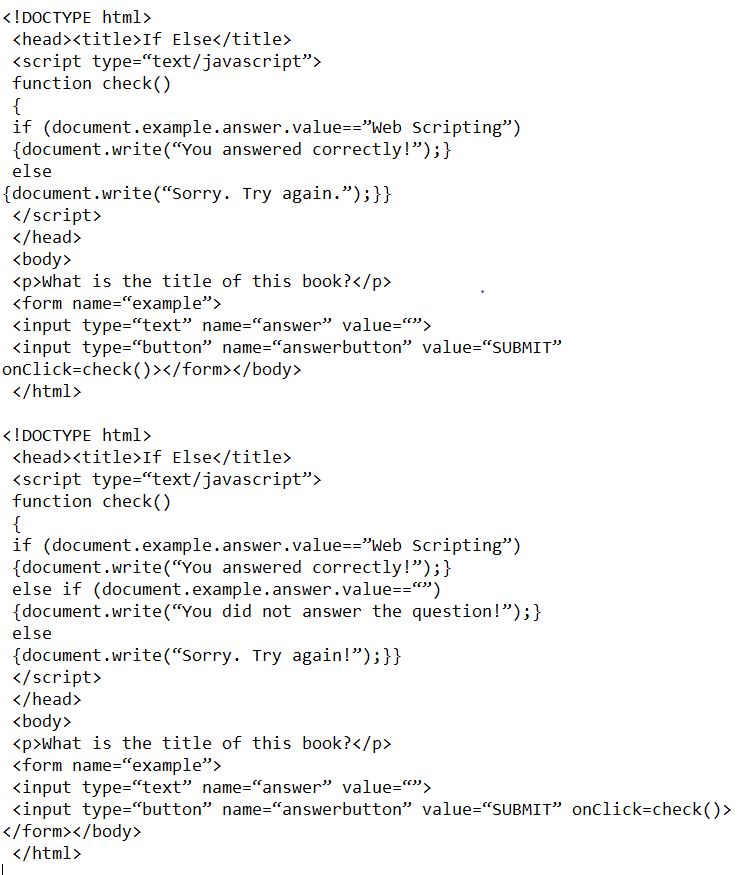 <!DOCTYPE html>
<head><title>If Else</title>
<script type=“text/javascript”>
function check()
{
if (document.example.answer.value==”Web Scripting”)
{document.write(“You answered correctly!”);}
else
{document.write(“Sorry. Try again.”);}}
</script>
</head>
<body>
<p>What is the title of this book?</p>
<form name=“example”>
<input type=“text” name=“answer” value=“”>
<input type=“button” name=“answerbutton” value=“SUBMIT”
onClick=check()></form></body>
</html>
<!DOCTYPE html>
<head><title>If Else</title>
<script type=“text/javascript”>
function check()
{
if (document.example.answer.value==”Web Scripting”)
{document.write(“You answered correctly!”);}
else if (document.example.answer.value==“”)
{document.write(“You did not answer the question!”);}
else
{document.write(“Sorry. Try again!”);}}
</script>
</head>
<body>
<p>What is the title of this book?</p>
<form name=“example”>
<input type=“text” name=“answer” value=“”>
<input type=“button” name=“answerbutton” value=“SUBMIT” onClick=check()>
</form></body>
</html>